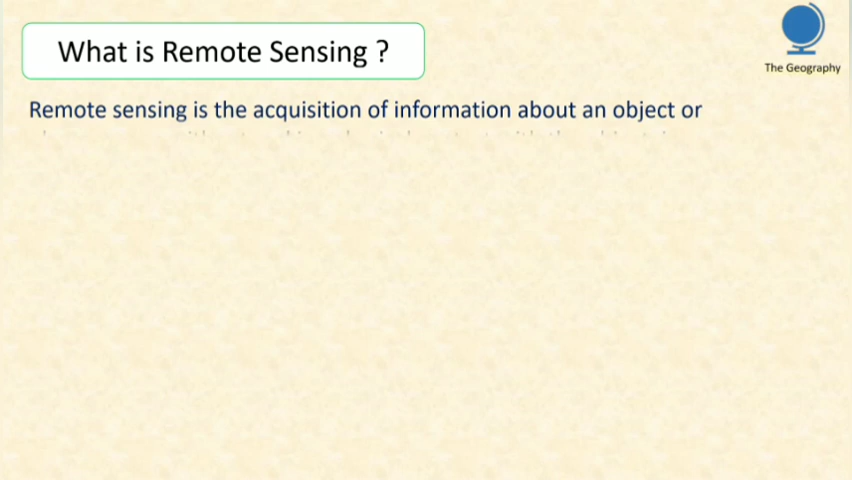 What is Remote Sensing ?
The Geography
Remote sensing is the acquisition of information about an object or